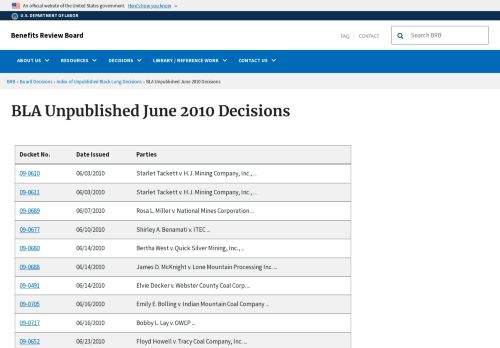 An official website of the United States government. Here's how you know
U.S. DEPARTMENT OF LABOR
Benefits Review Board
FAQ CONTACT
Search BRB
ABOUT US RESOURCES DECISIONS LIBRARY / REFERENCE WORK CONTACT US
BRB › Board Decisions › Index of Unpublished Black Lung Decisions › BLA Unpublished June 2010 Decisions
BLA Unpublished June 2010 Decisions
Docket No. Date Issued Parties
09-0610 06/03/2010 Starlet Tackett v. H.J. Mining Company, Inc., ...
09-0611 06/03/2010 Starlet Tackett v. H.J. Mining Company, Inc., ...
09-0689 06/07/2010 Rosa L. Miller v. National Mines Corporation ...
09-0677 06/10/2010 Shirley A. Benamati v. ITEC ...
09-0680 06/14/2010 Bertha West v. Quick Silver Mining, Inc., ...
09-0688 06/14/2010 James D. McKnight v. Lone Mountain Processing Inc. ...
09-0491 06/14/2010 Elvie Decker v. Webster County Coal Corp. ...
09-0705 06/16/2010 Emily E. Bolling v. Indian Mountain Coal Company ...
09-0717 06/16/2010 Bobby L. Lay v. OWCP ...
09-0652 06/23/2010 Floyd Howell v. Tracy Coal Company, Inc. ...